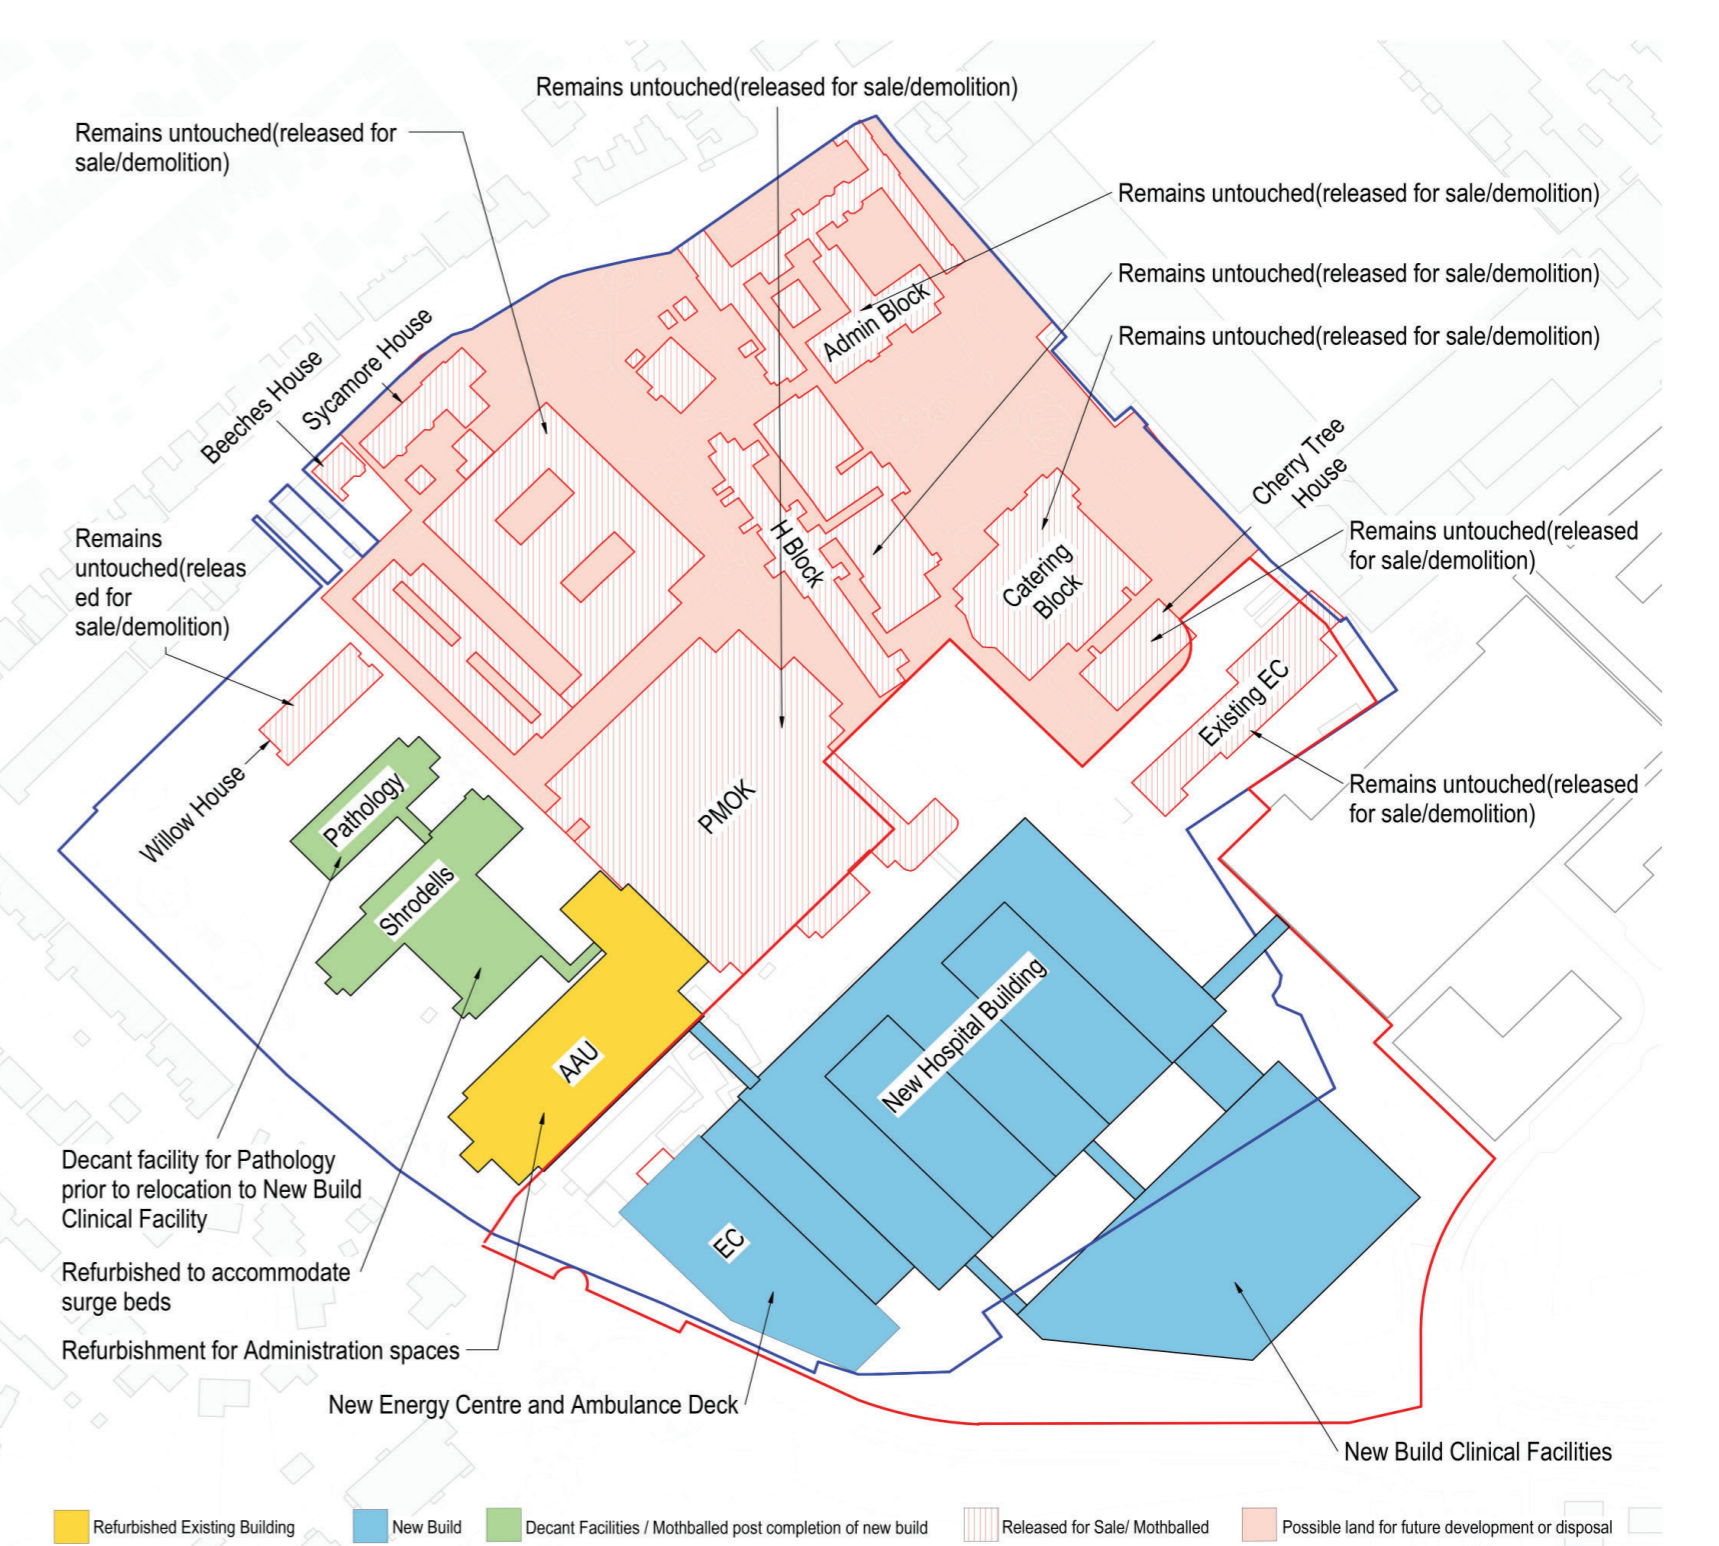 Remains untouched(released for sale/demolition)
Remains untouched(released for
sale/demolition)
Remains untouched(released for sale/demolition)
Remains untouched(released for sale/demolition)
Remains untouched(released for sale/demolition)
Admin Block
Sycamore House
Beeches House
Cherry Tree
House
Remains
untouched(releas
ed for
sale/demolition)
H Block
Catering
Block
Remains untouched(released
for sale/demolition)
Existing EC
Willow House
Pathology
PMOK
Remains untouched(released
for sale/demolition)
Shrodells
AAU
New Hospital Building
EC
Decant facility for Pathology
prior to relocation to New Build
Clinical Facility
Refurbished to accommodate
surge beds
Refurbishment for Administration spaces
New Energy Centre and Ambulance Deck
New Build Clinical Facilities
Refurbished Existing Building
New Build
Decant Facilities / Mothballed post completion of new build
Released for Sale/ Mothballed
Possible land for future development or disposal